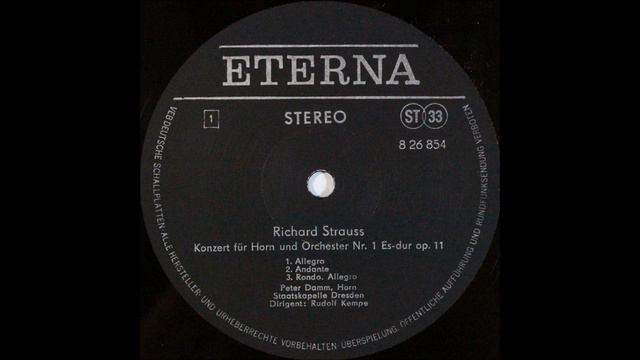 ETERNA
1
STEREO
ST 33
8 26 854
Richard Strauss
Konzert für Horn und Orchester Nr. 1 Es-dur op. 11
1. Allegro
2. Andante
3. Rondo. Allegro
Peter Damm, Horn
Staatskapelle Dresden
Dirigent: Rudolf Kempe
VEB DEUTSCHE SCHALLPLATTEN · ALLE HERSTELLER- UND URHEBERRECHTE VORBEHALTEN · ÜBERSPIELUNG, ÖFFENTLICHE AUFFÜHRUNG UND RUNDFUNKSENDUNG VERBOTEN